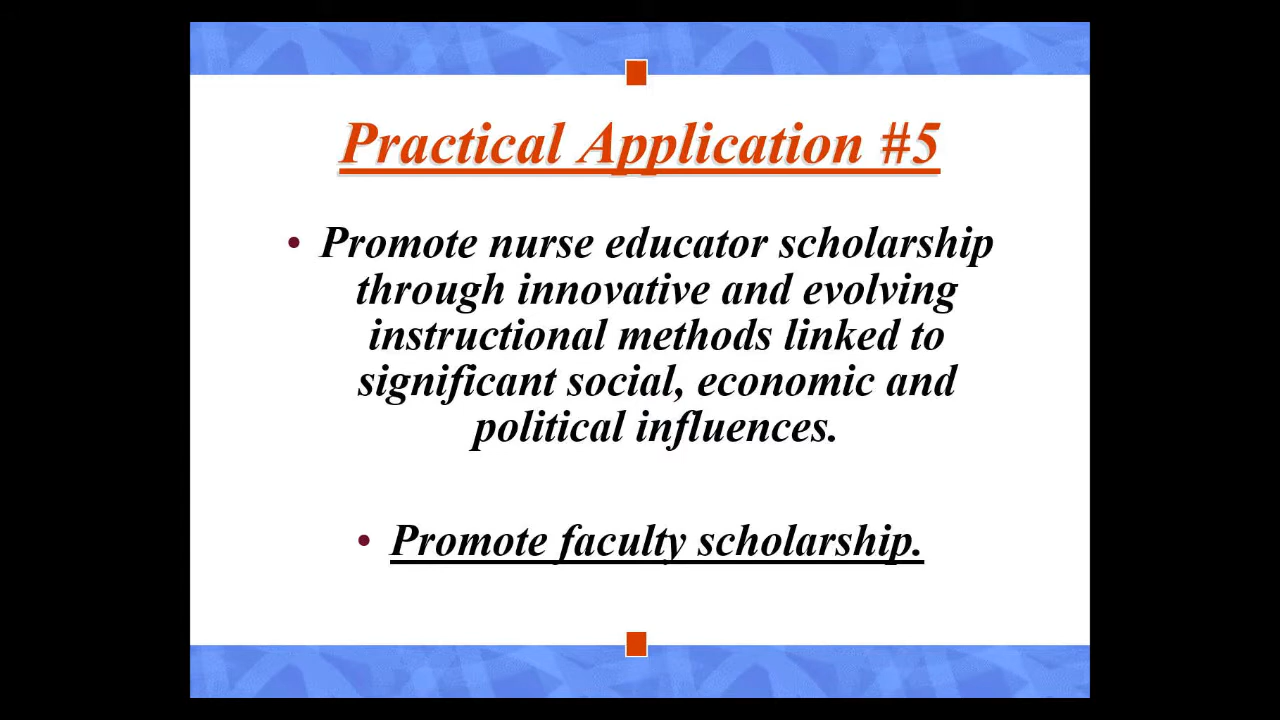 Practical Application #5
• Promote nurse educator scholarship
through innovative and evolving
instructional methods linked to
significant social, economic and
political influences.
• Promote faculty scholarship.